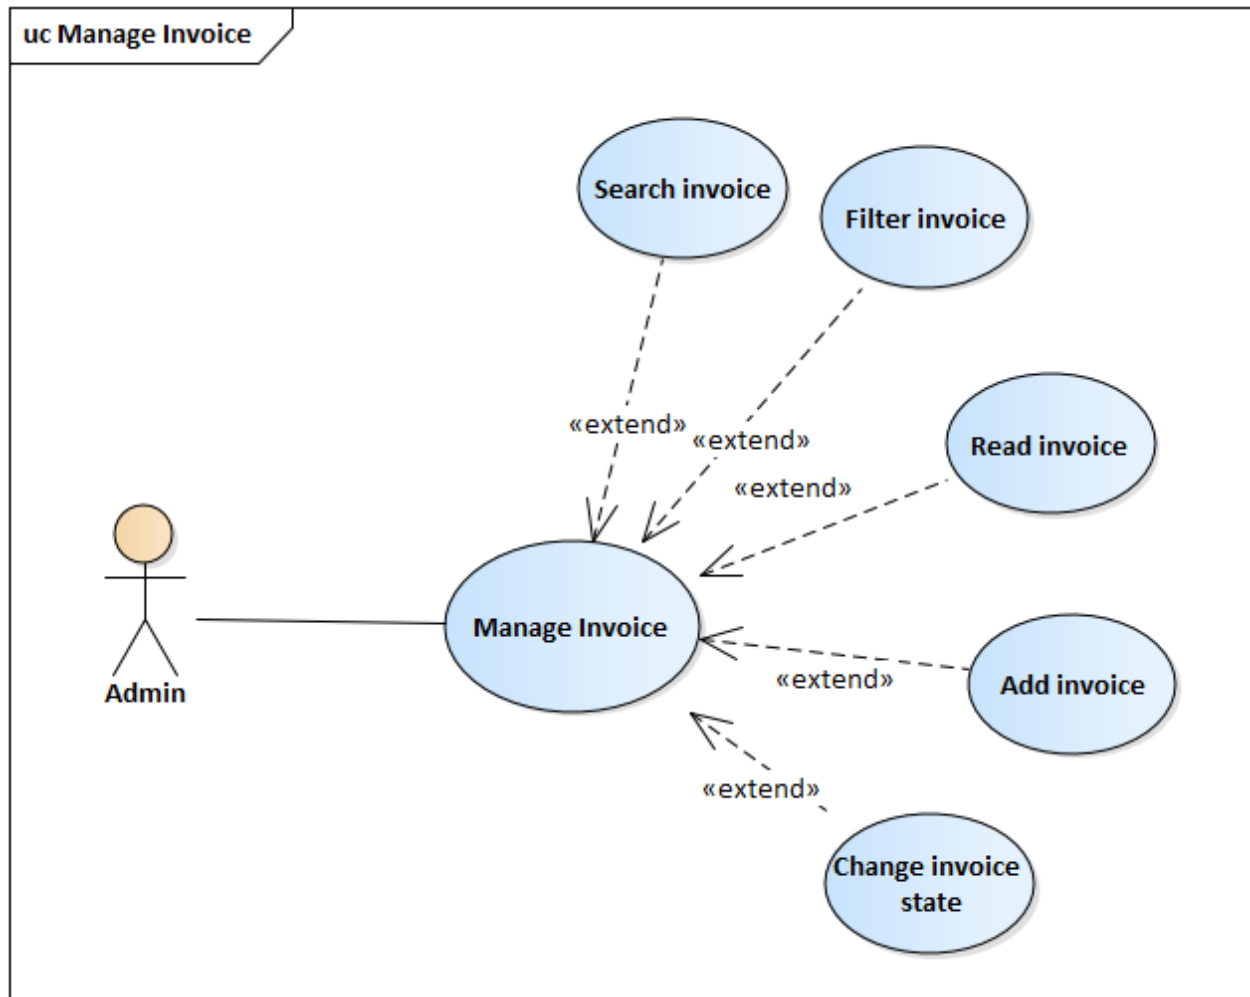 uc Manage Invoice
Search invoice
Filter invoice
«extend»
«extend»
Read invoice
«extend»
Manage Invoice
Admin
«extend»
Add invoice
«extend»
Change invoice
state